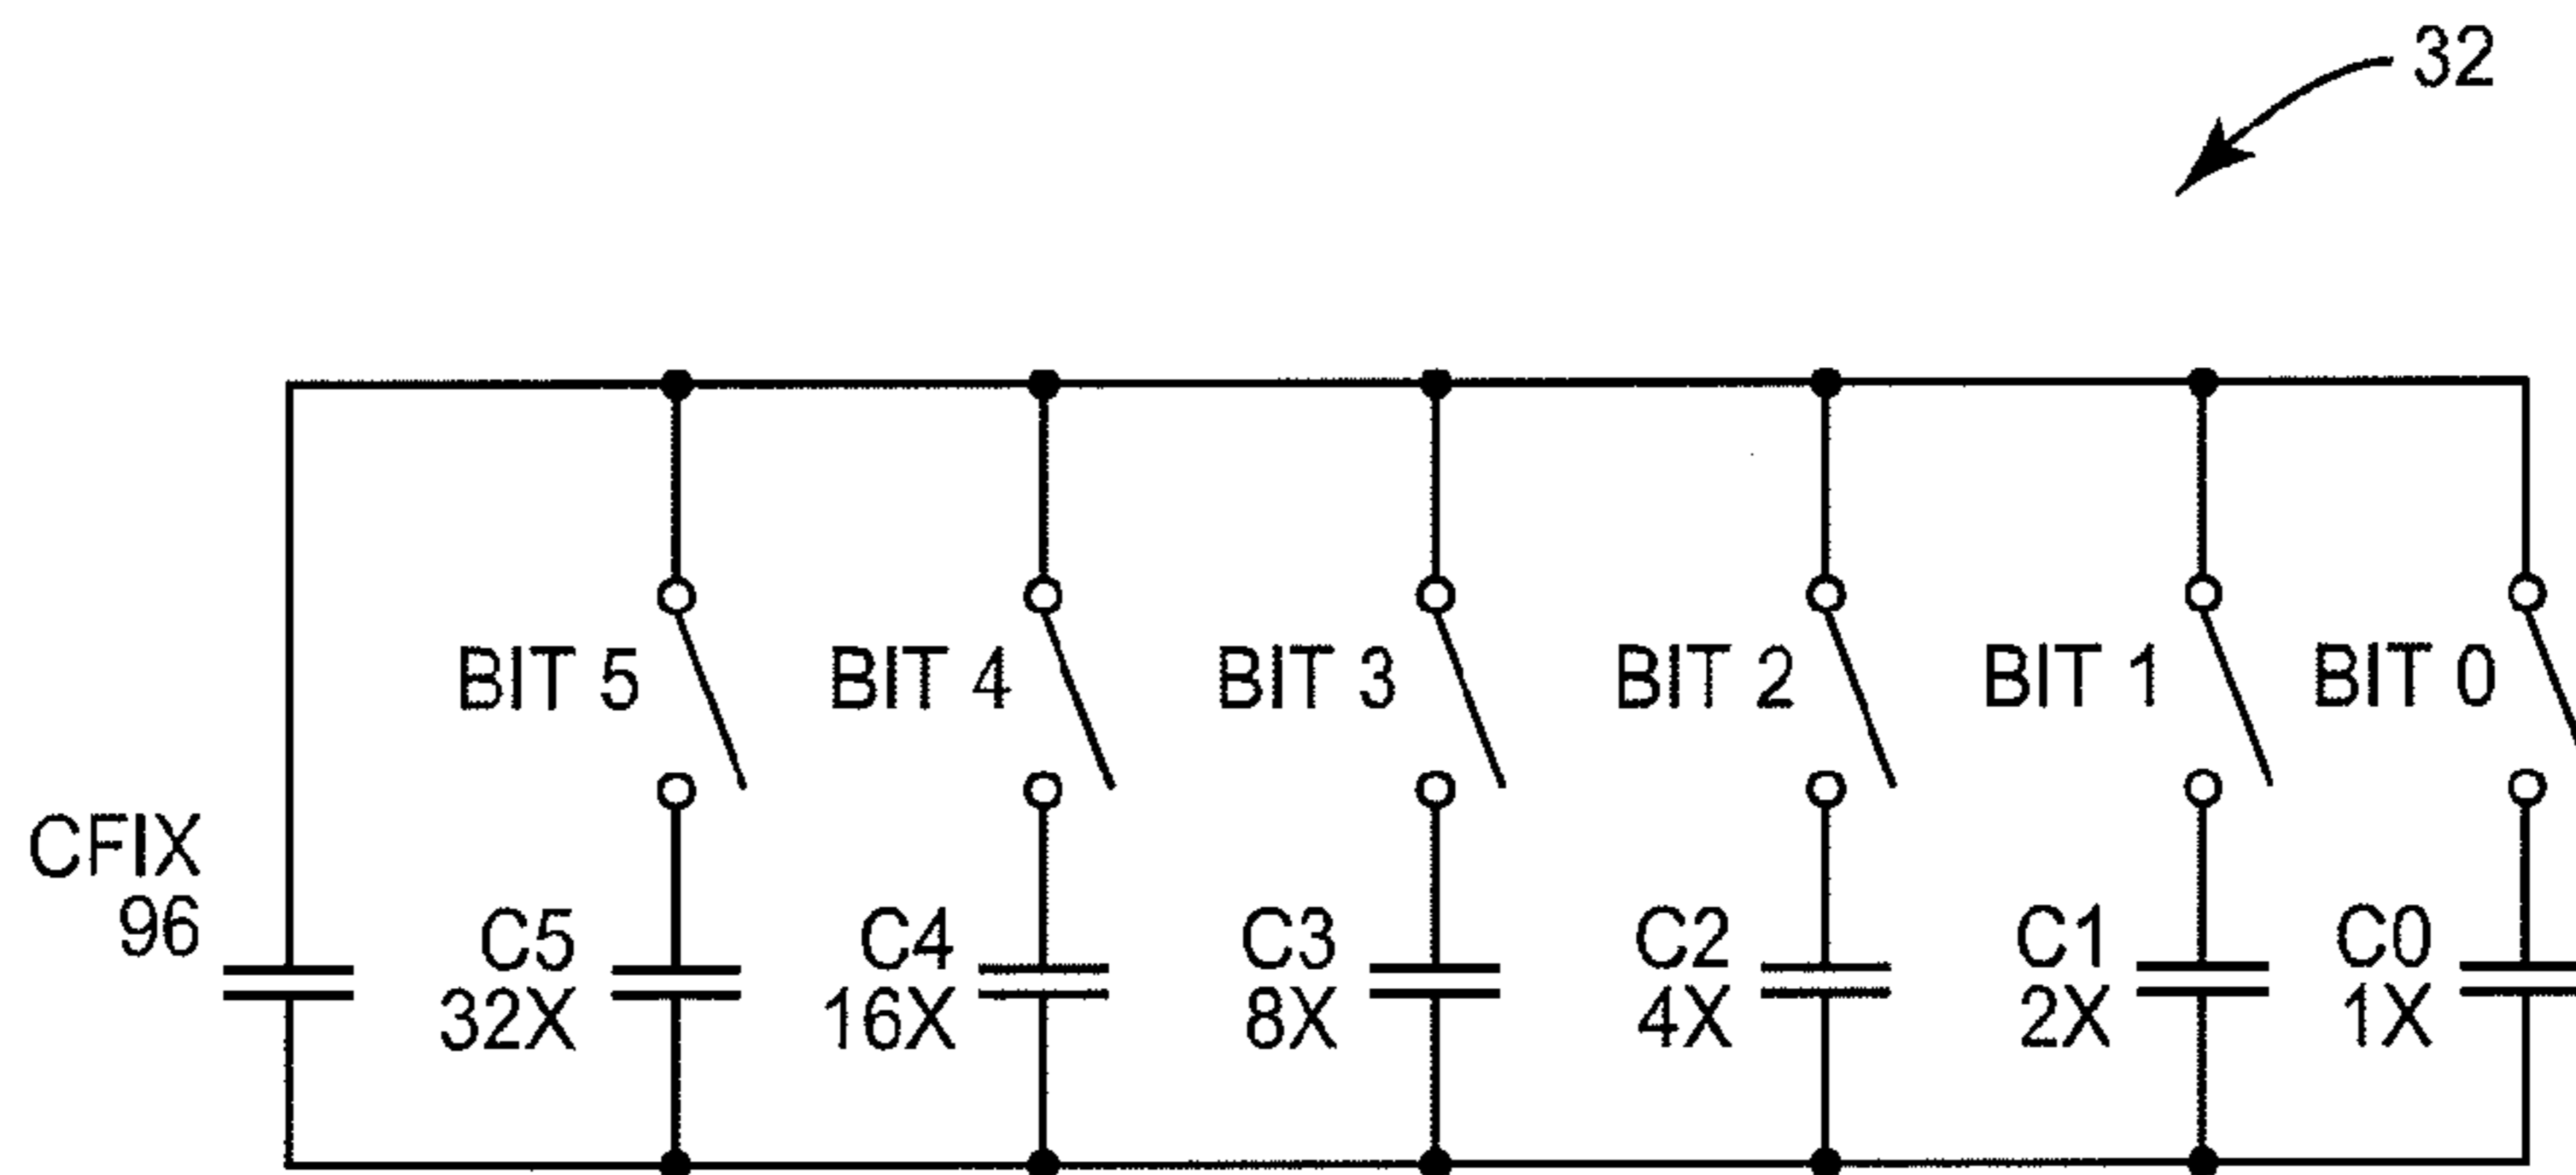 32
BIT 5
BIT 4
BIT 3
BIT 2
BIT 1
BIT 0
CFIX
96
C5
32X
C4
16X
C3
8X
C2
4X
C1
2X
C0
1X